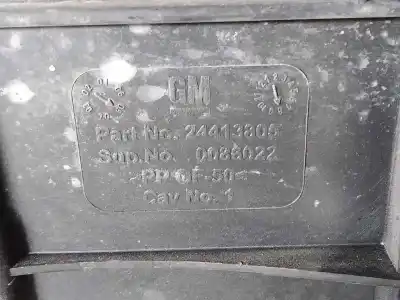 GM
Part No. 24413805
Sup.No. 0086022
>PP GF 50<
Cav No. 1